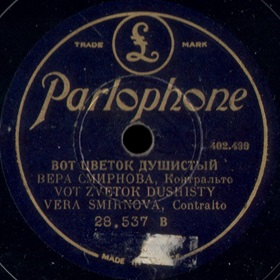 £
TRADE MARK
Parlophone
402.499
ВОТ ЦВЕТОК ДУШИСТЫЙ
ВЕРА СМИРНОВА, Контральто
VOT ZVETOK DUSHISTY
VERA SMIRNOVA, Contralto
28,537 B
MADE